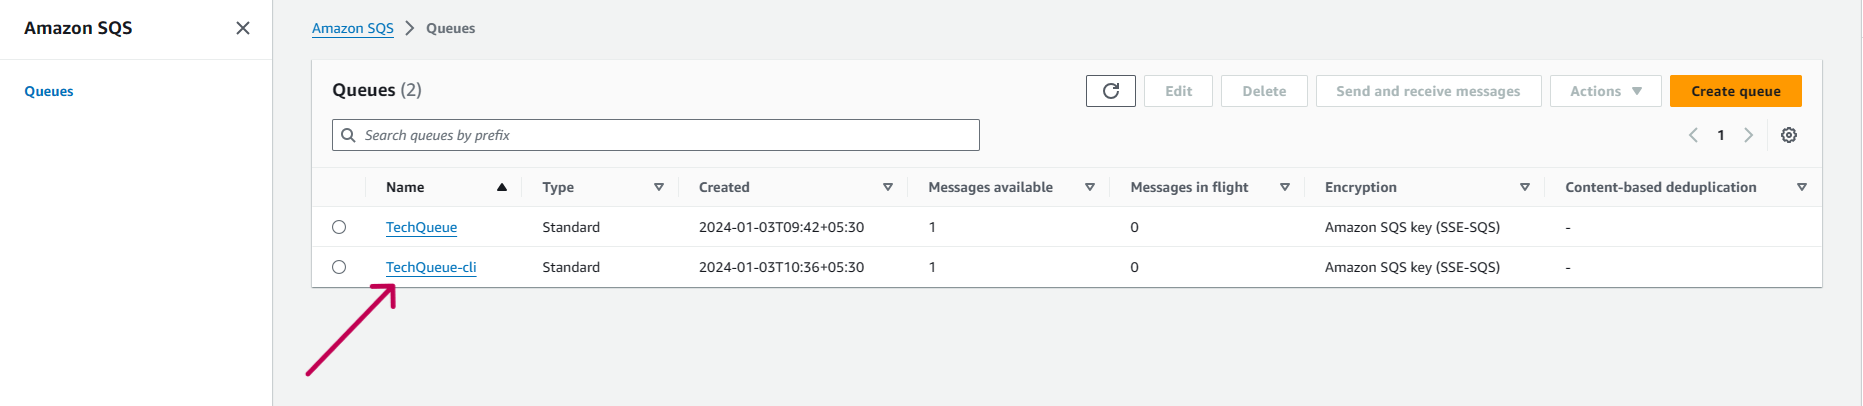 Amazon SQS
Queues
Amazon SQS > Queues
Queues (2)
Edit
Delete
Send and receive messages
Actions
Create queue
Search queues by prefix
1
Name Type Created Messages available Messages in flight Encryption Content-based deduplication
TechQueue Standard 2024-01-03T09:42+05:30 1 0 Amazon SQS key (SSE-SQS) -
TechQueue-cli Standard 2024-01-03T10:36+05:30 1 0 Amazon SQS key (SSE-SQS) -